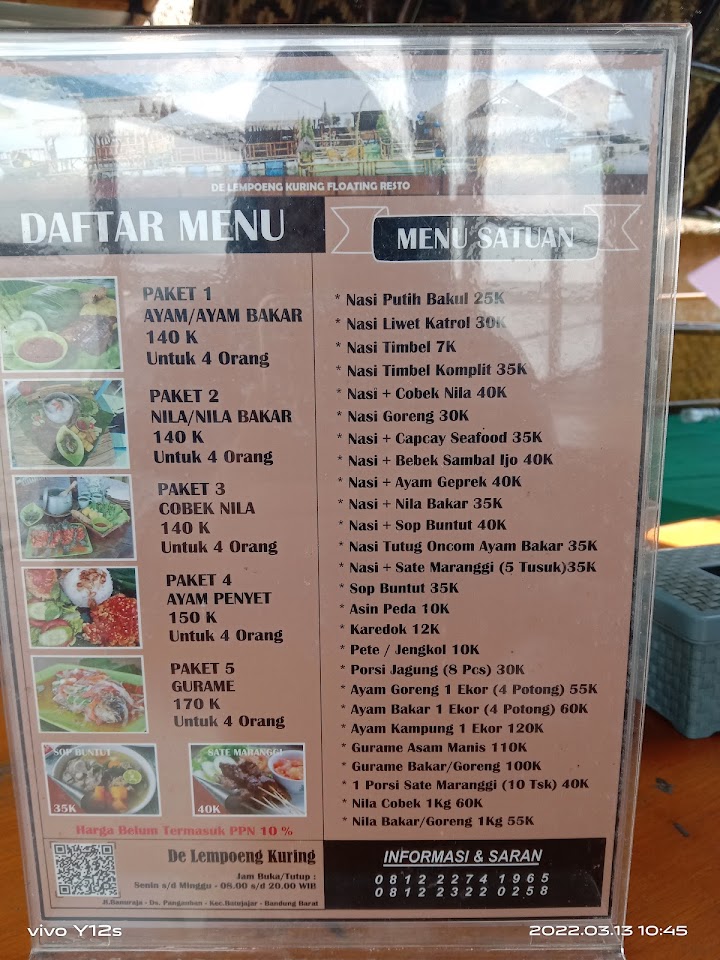 DE LEMPOENG KURING FLOATING RESTO
DAFTAR MENU
PAKET 1
AYAM/AYAM BAKAR
140 K
Untuk 4 Orang
PAKET 2
NILA/NILA BAKAR
140 K
Untuk 4 Orang
PAKET 3
COBEK NILA
140 K
Untuk 4 Orang
PAKET 4
AYAM PENYET
150 K
Untuk 4 Orang
PAKET 5
GURAME
170 K
Untuk 4 Orang
SOP BUNTUT
35K
SATE MARANGGI
40K
Harga Belum Termasuk PPN 10 %
MENU SATUAN
* Nasi Putih Bakul 25K
* Nasi Liwet Katrol 30K
* Nasi Timbel 7K
* Nasi Timbel Komplit 35K
* Nasi + Cobek Nila 40K
* Nasi Goreng 30K
* Nasi + Capcay Seafood 35K
* Nasi + Bebek Sambal Ijo 40K
* Nasi + Ayam Geprek 40K
* Nasi + Nila Bakar 35K
* Nasi + Sop Buntut 40K
* Nasi Tutug Oncom Ayam Bakar 35K
* Nasi + Sate Maranggi (5 Tusuk)35K
* Sop Buntut 35K
* Asin Peda 10K
* Karedok 12K
* Pete / Jengkol 10K
* Porsi Jagung (8 Pcs) 30K
* Ayam Goreng 1 Ekor (4 Potong) 55K
* Ayam Bakar 1 Ekor (4 Potong) 60K
* Ayam Kampung 1 Ekor 120K
* Gurame Asam Manis 110K
* Gurame Bakar/Goreng 100K
* 1 Porsi Sate Maranggi (10 Tsk) 40K
* Nila Cobek 1Kg 60K
* Nila Bakar/Goreng 1Kg 55K
De Lempoeng Kuring
Jam Buka/Tutup :
Senin s/d Minggu - 08.00 s/d 20.00 WIB
Jl.Banuraja - Ds. Pangauban - Kec.Batujajar - Bandung Barat
INFORMASI & SARAN
0812 2274 1965
0812 2322 0258
vivo Y12s
2022.03.13 10:45